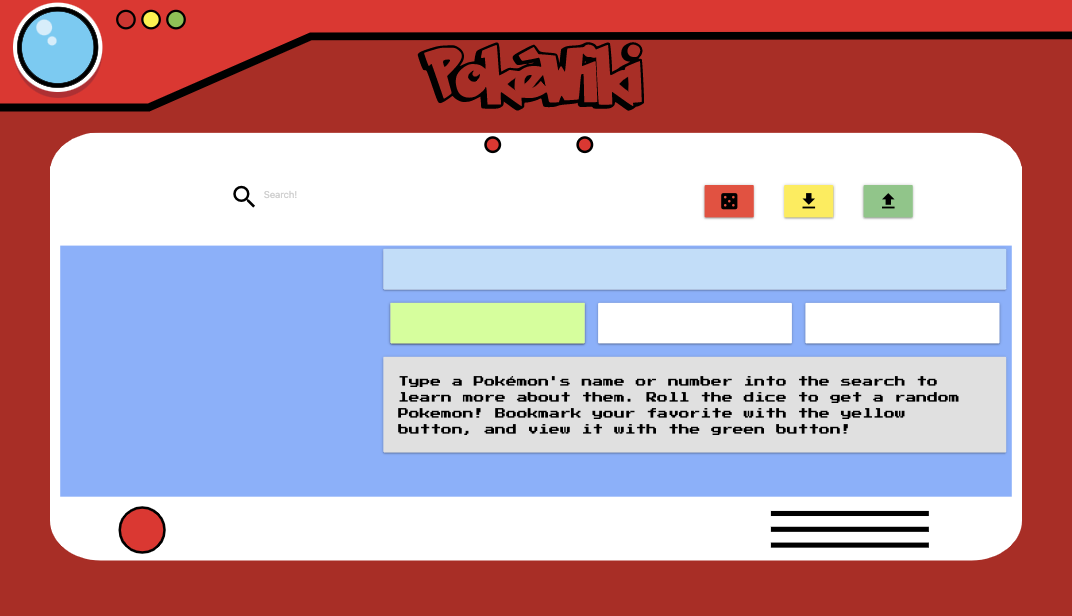 PokéWiki
Search!
Type a Pokémon's name or number into the search to
learn more about them. Roll the dice to get a random
Pokemon! Bookmark your favorite with the yellow
button, and view it with the green button!